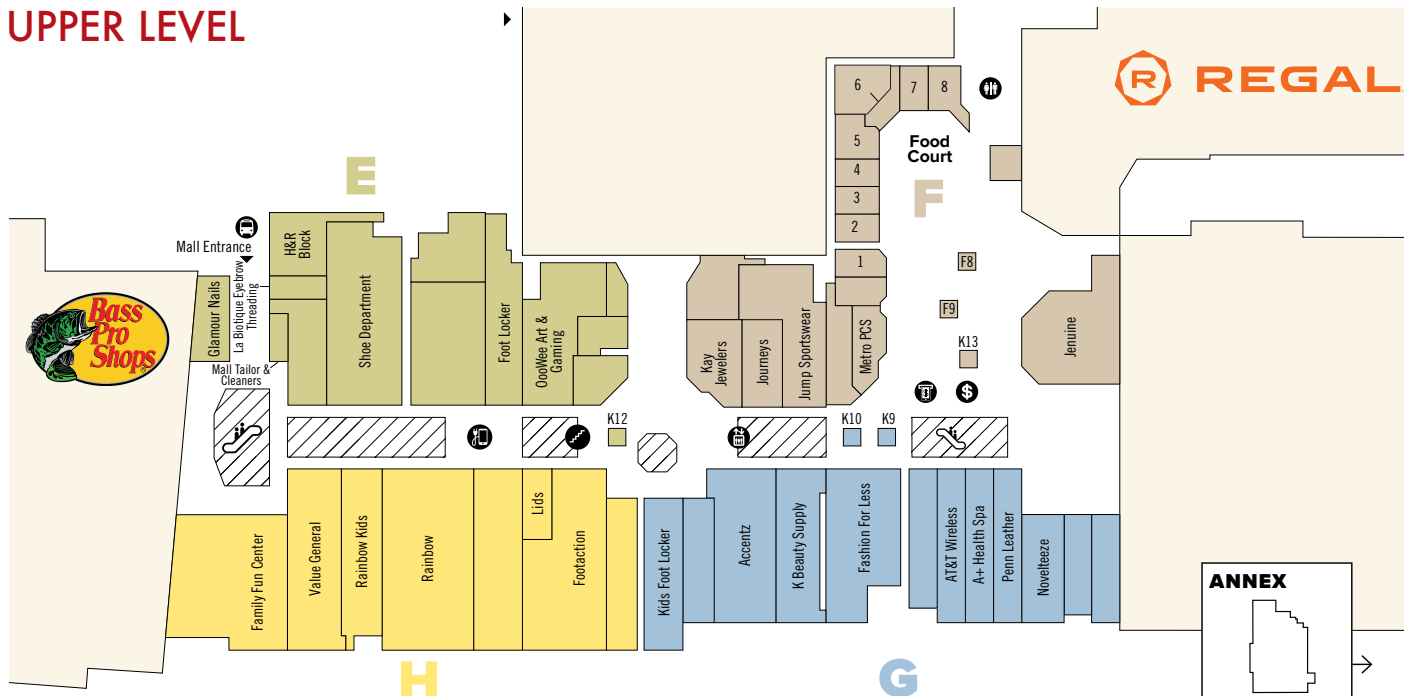 UPPER LEVEL
R REGAL
6
7
8
5
Food
Court
4
3
2
F
E
Mall Entrance
H&R
Block
La Biotique Eyebrow
Threading
Glamour Nails
Mall Tailor &
Cleaners
Bass
Pro
Shops
®
Shoe Department
Foot Locker
OooWee Art &
Gaming
Kay
Jewelers
Journeys
Jump Sportswear
1
Metro PCS
F8
F9
K13
Jenuine
$
K12
K10
K9
Family Fun Center
Value General
Rainbow Kids
Rainbow
Lids
Footaction
Kids Foot Locker
Accentz
K Beauty Supply
Fashion For Less
AT&T Wireless
A+ Health Spa
Penn Leather
Novelteeze
H
G
ANNEX